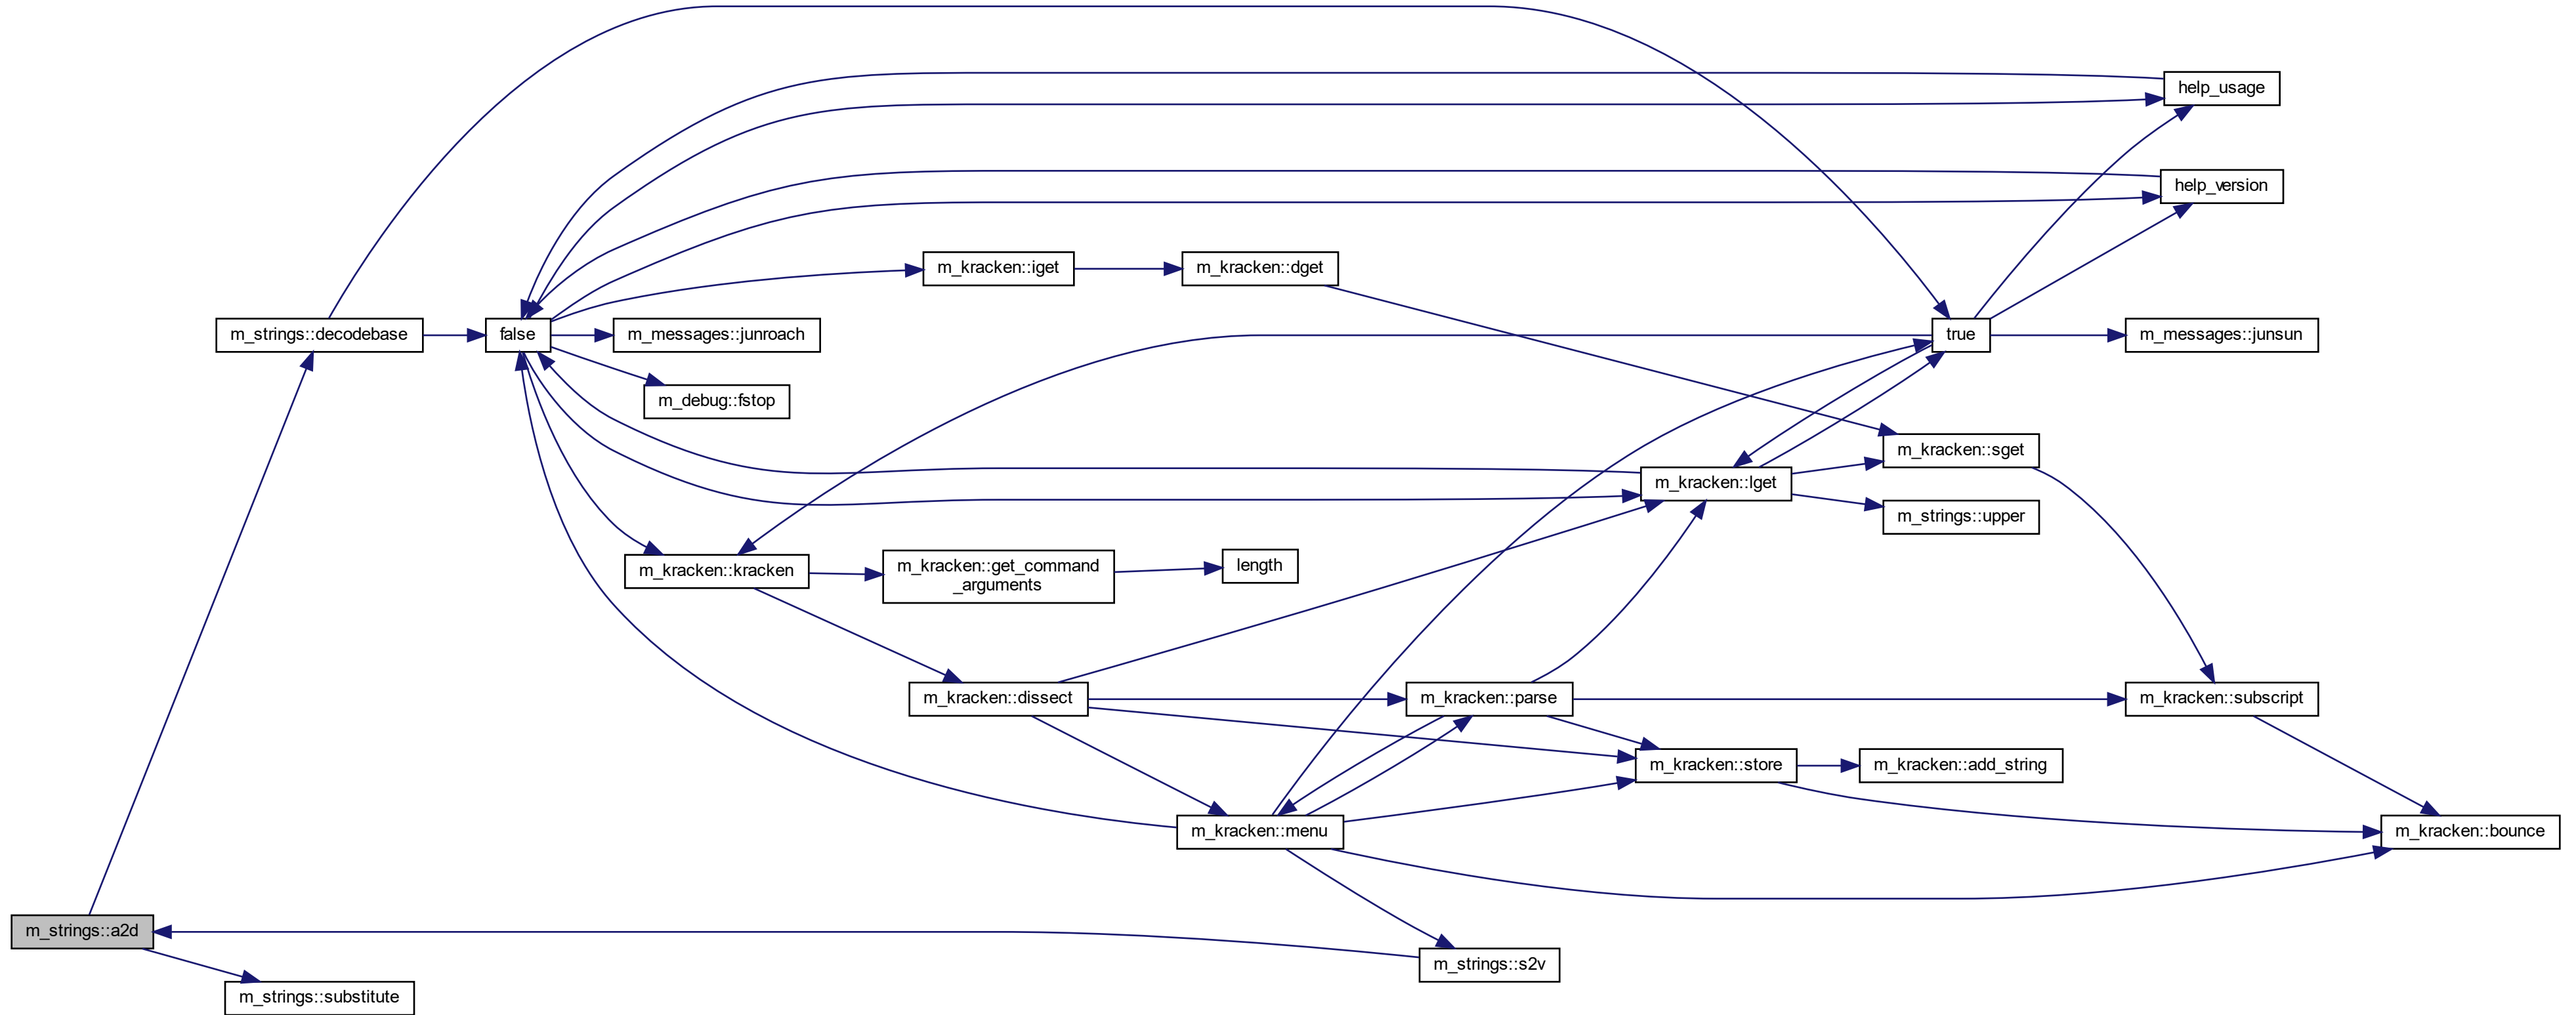 help_usage
help_version
m_kracken::iget
m_kracken::dget
m_strings::decodebase
false
m_messages::junroach
true
m_messages::junsun
m_debug::fstop
m_kracken::sget
m_kracken::lget
m_strings::upper
m_kracken::kracken
m_kracken::get_command
_arguments
length
m_kracken::dissect
m_kracken::parse
m_kracken::subscript
m_kracken::store
m_kracken::add_string
m_kracken::menu
m_kracken::bounce
m_strings::a2d
m_strings::s2v
m_strings::substitute